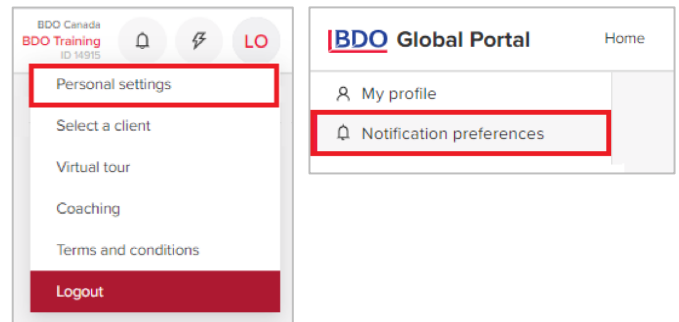 BDO Canada
BDO Training
ID 14915
LO
Personal settings
Select a client
Virtual tour
Coaching
Terms and conditions
Logout
BDO Global Portal
Home
My profile
Notification preferences